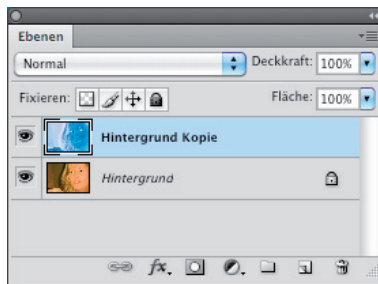 Ebenen
Normal Deckkraft: 100%
Fixieren: Fläche: 100%
Hintergrund Kopie
Hintergrund
fx.